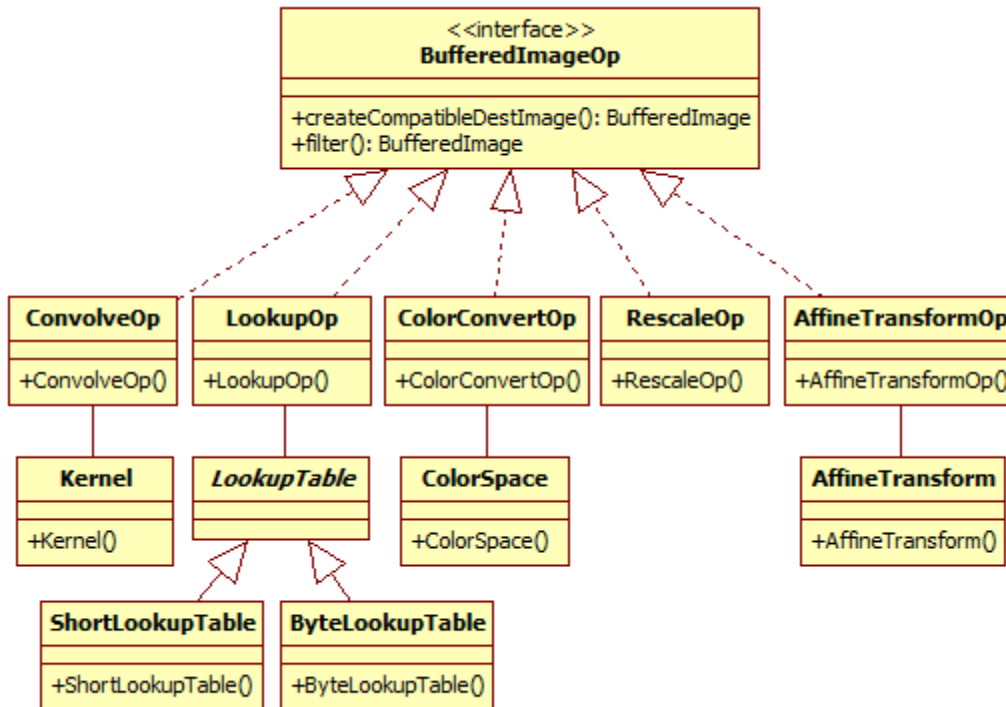 <<interface>>
BufferedImageOp
+createCompatibleDestImage(): BufferedImage
+filter(): BufferedImage
ConvolveOp
+ConvolveOp()
LookupOp
+LookupOp()
ColorConvertOp
+ColorConvertOp()
RescaleOp
+RescaleOp()
AffineTransformOp
+AffineTransformOp()
Kernel
+Kernel()
LookupTable
ColorSpace
+ColorSpace()
AffineTransform
+AffineTransform()
ShortLookupTable
+ShortLookupTable()
ByteLookupTable
+ByteLookupTable()